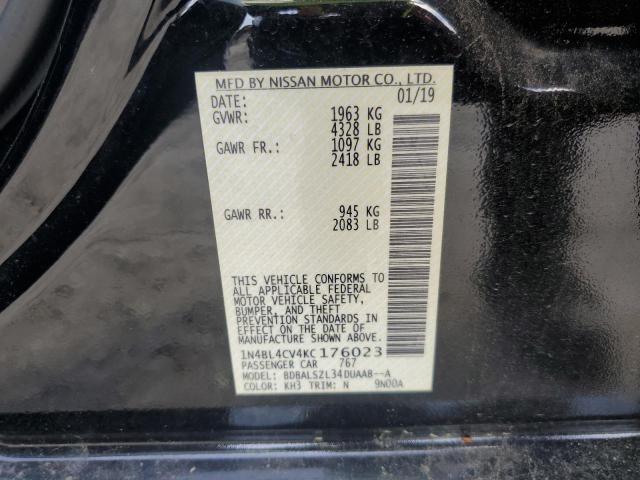 MFD BY NISSAN MOTOR CO., LTD.
DATE: 01/19
GVWR: 1963 KG
4328 LB
GAWR FR.: 1097 KG
2418 LB
GAWR RR.: 945 KG
2083 LB
THIS VEHICLE CONFORMS TO
ALL APPLICABLE FEDERAL
MOTOR VEHICLE SAFETY,
BUMPER, AND THEFT
PREVENTION STANDARDS IN
EFFECT ON THE DATE OF
MANUFACTURE SHOWN ABOVE.
1N4BL4CV4KC176023
PASSENGER CAR 767
MODEL: BDBALSZL34DUAAB--A
COLOR: KH3 TRIM: N 9N00A